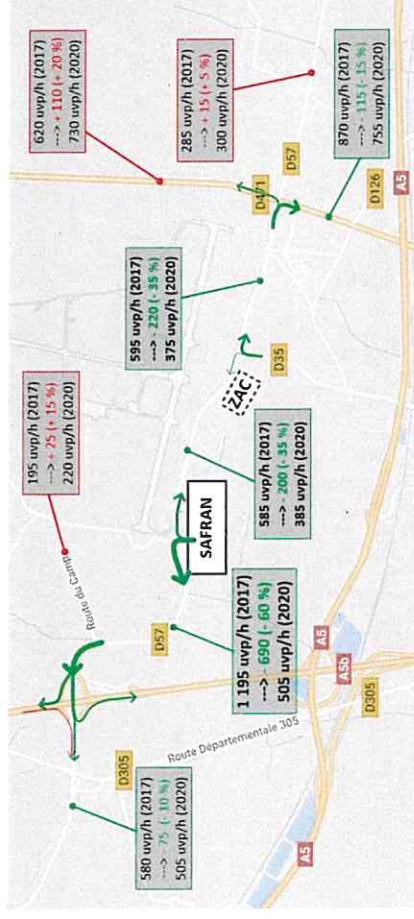 195 uvp/h (2017)
---> + 25 (+ 15 %)
220 uvp/h (2020)
620 uvp/h (2017)
---> + 110 (+ 20 %)
730 uvp/h (2020)
285 uvp/h (2017)
---> + 15 (+ 5 %)
300 uvp/h (2020)
595 uvp/h (2017)
---> - 220 (- 35 %)
375 uvp/h (2020)
Route du Camp
D471
D57
D57
SAFRAN
ZAC
D35
D126
D305
580 uvp/h (2017)
---> - 75 (- 10 %)
505 uvp/h (2020)
1 195 uvp/h (2017)
---> - 690 (- 60 %)
505 uvp/h (2020)
585 uvp/h (2017)
---> - 200 (- 35 %)
385 uvp/h (2020)
870 uvp/h (2017)
---> - 115 (- 15 %)
755 uvp/h (2020)
Route Départementale 305
A5
A5b
D305
A5
A5